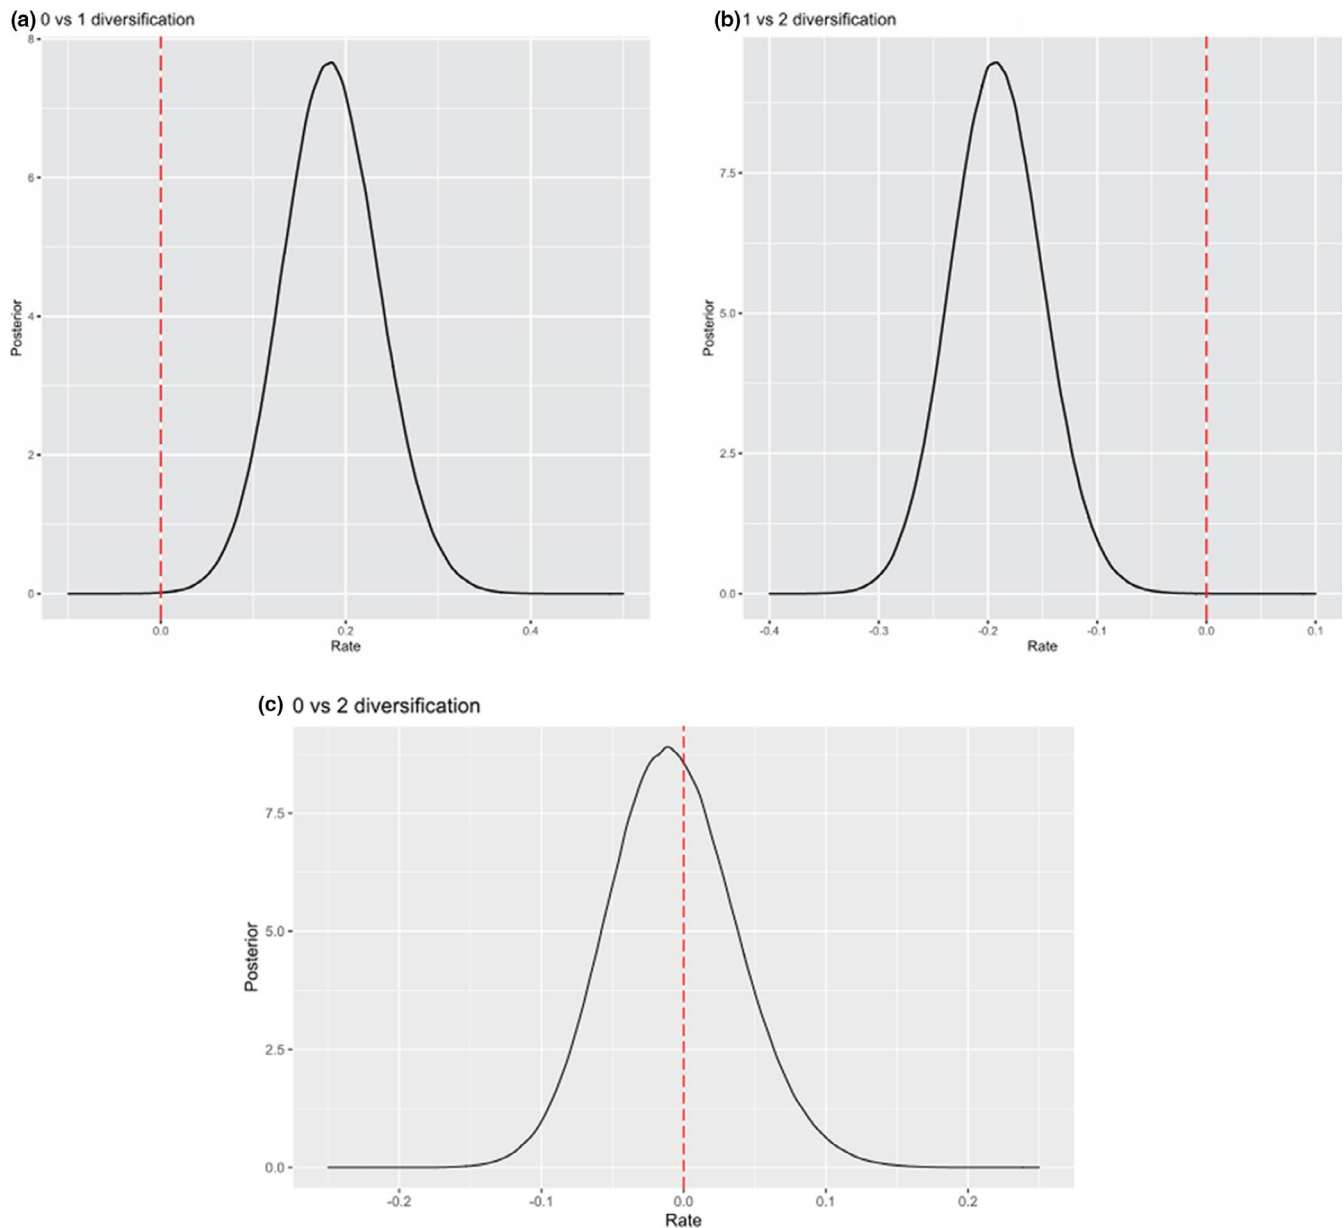 (a) 0 vs 1 diversification
8
6
4
2
0
Posterior
0.0 0.2 0.4
Rate
(b) 1 vs 2 diversification
7.5
5.0
2.5
0.0
Posterior
-0.4 -0.3 -0.2 -0.1 0.0 0.1
Rate
(c) 0 vs 2 diversification
7.5
5.0
2.5
0.0
Posterior
-0.2 -0.1 0.0 0.1 0.2
Rate